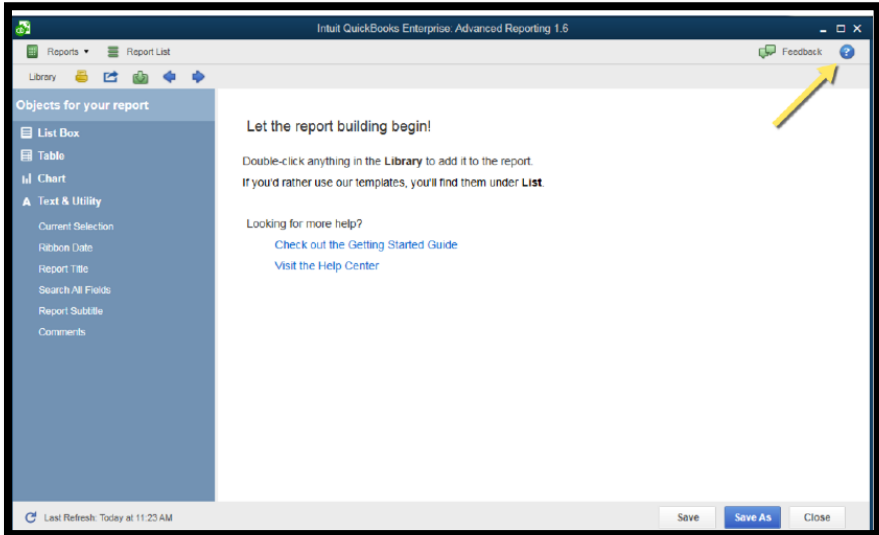 Intuit QuickBooks Enterprise: Advanced Reporting 1.6
Reports Report List Feedback ?
Library
Objects for your report
List Box
Table
Chart
A Text & Utility
Current Selection
Ribbon Date
Report Title
Search All Fields
Report Subtitle
Comments
Let the report building begin!
Double-click anything in the Library to add it to the report.
If you'd rather use our templates, you'll find them under List.
Looking for more help?
Check out the Getting Started Guide
Visit the Help Center
Last Refresh: Today at 11:23 AM
Save Save As Close